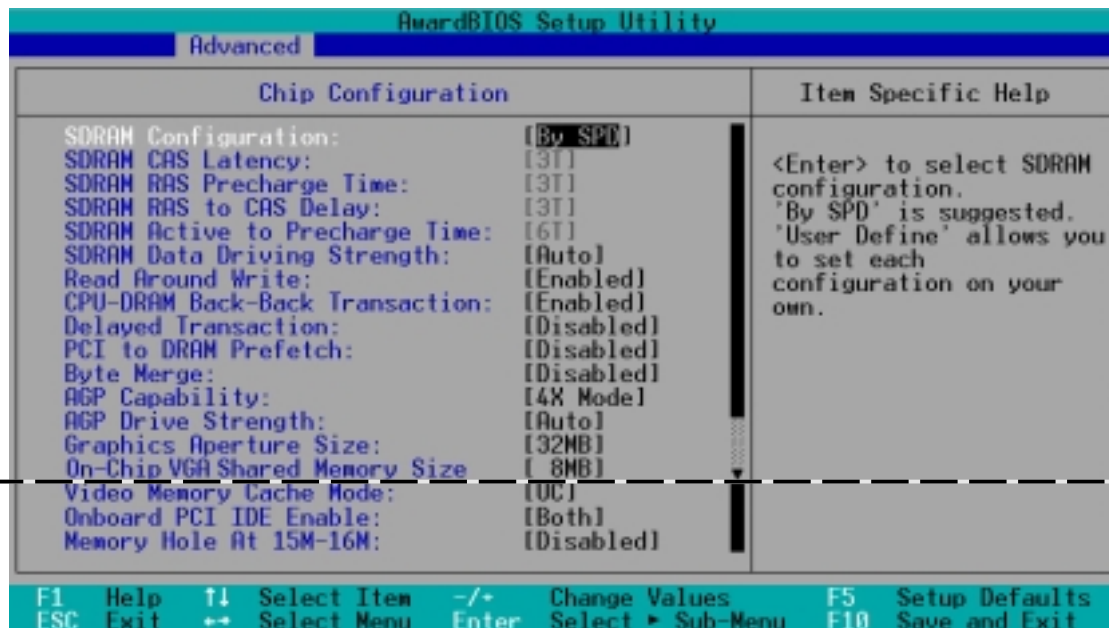 AwardBIOS Setup Utility
Advanced
Chip Configuration
Item Specific Help
SDRAM Configuration: [By SPD]
SDRAM CAS Latency: [3T]
SDRAM RAS Precharge Time: [3T]
SDRAM RAS to CAS Delay: [3T]
SDRAM Active to Precharge Time: [6T]
SDRAM Data Driving Strength: [Auto]
Read Around Write: [Enabled]
CPU-DRAM Back-Back Transaction: [Enabled]
Delayed Transaction: [Disabled]
PCI to DRAM Prefetch: [Disabled]
Byte Merge: [Disabled]
AGP Capability: [4X Mode]
AGP Drive Strength: [Auto]
Graphics Aperture Size: [32MB]
On-Chip VGA Shared Memory Size [ 8MB]
Video Memory Cache Mode: [UC]
Onboard PCI IDE Enable: [Both]
Memory Hole At 15M-16M: [Disabled]
<Enter> to select SDRAM
configuration.
'By SPD' is suggested.
'User Define' allows you
to set each
configuration on your
own.
F1 Help ↑↓ Select Item -/+ Change Values F5 Setup Defaults
ESC Exit ←→ Select Menu Enter Select ► Sub-Menu F10 Save and Exit